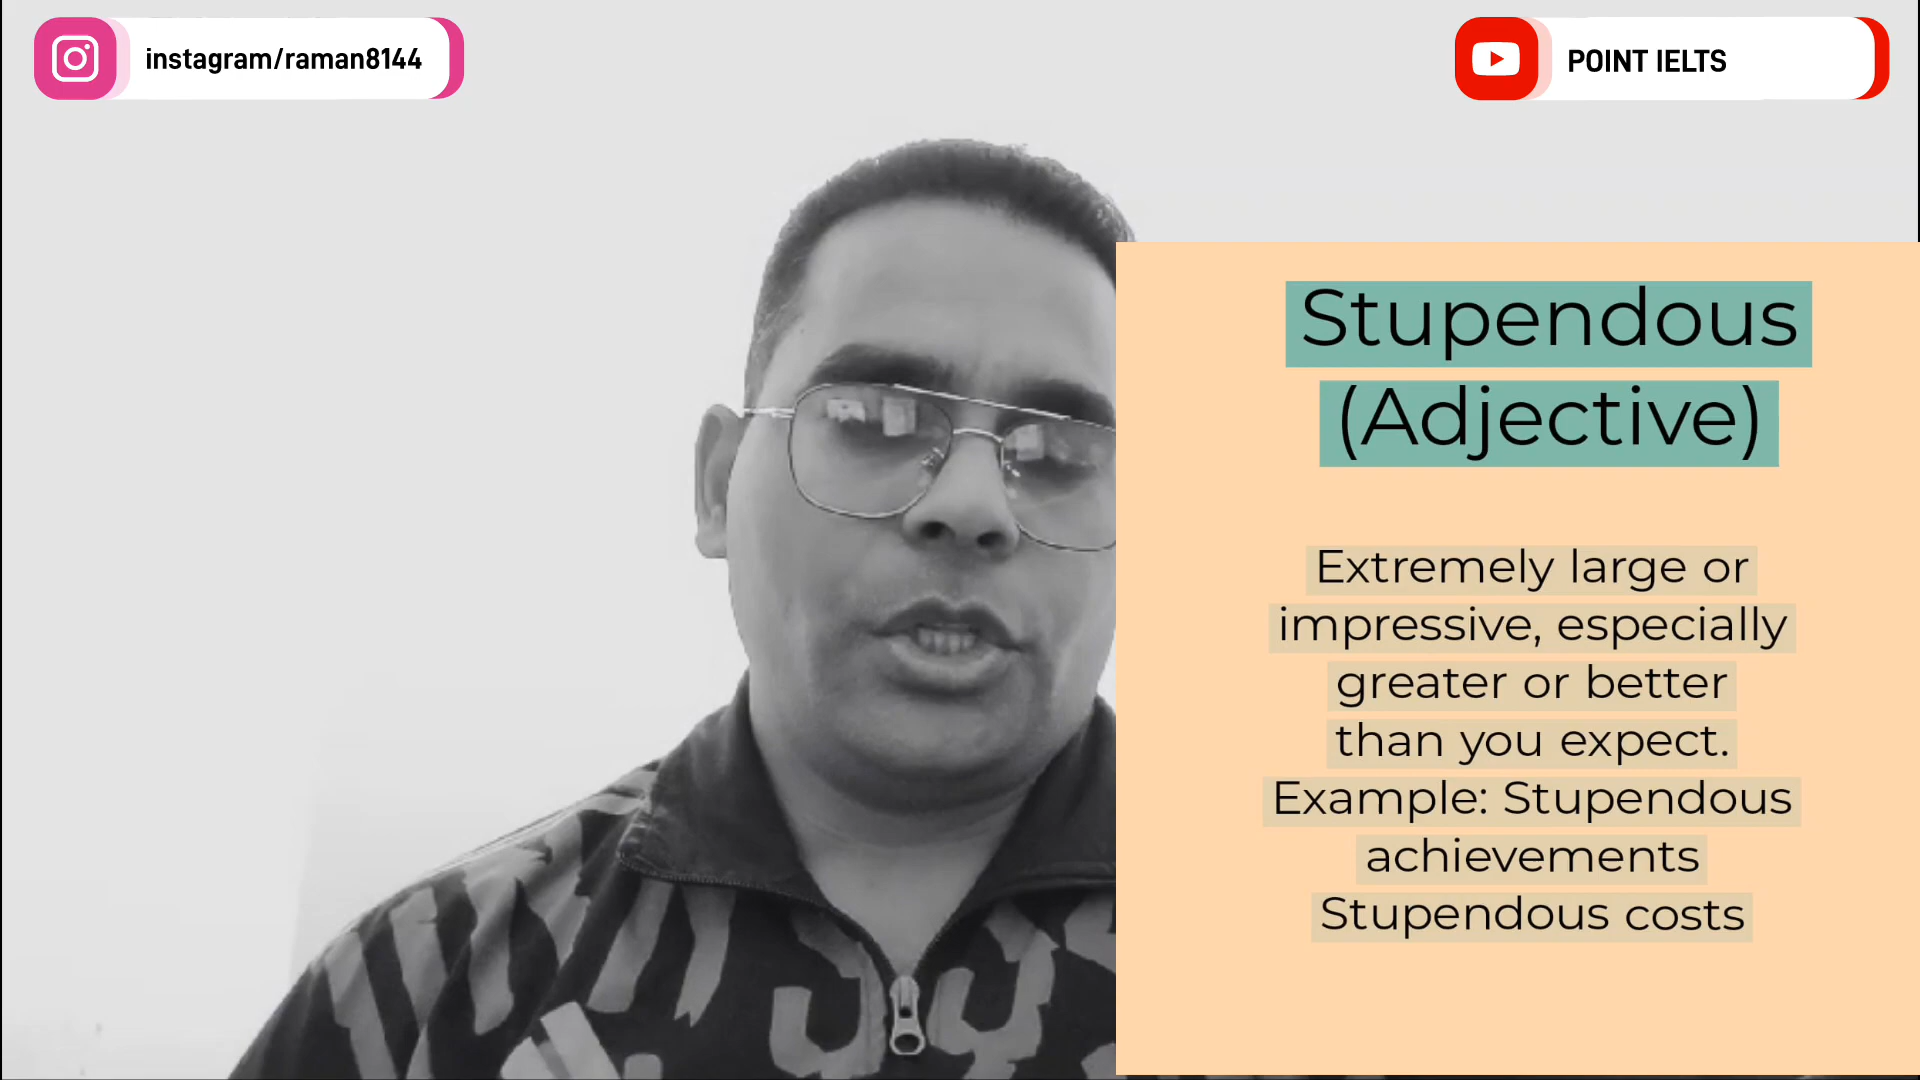 instagram/raman8144
POINT IELTS
Stupendous
(Adjective)
Extremely large or
impressive, especially
greater or better
than you expect.
Example: Stupendous
achievements
Stupendous costs